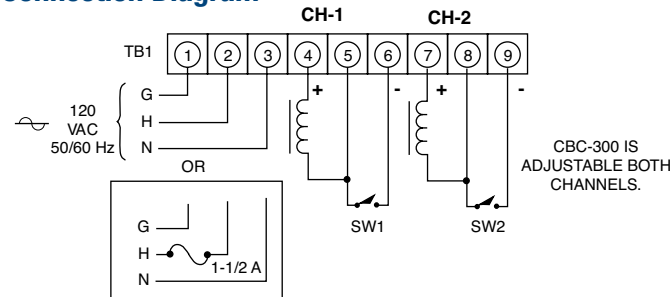 Connection Diagram
CH-1 CH-2
TB1 1 2 3 4 5 6 7 8 9
+ - + -
G
120 H
VAC
50/60 Hz N
OR
CBC-300 IS
ADJUSTABLE BOTH
CHANNELS.
SW1 SW2
G
H
1-1/2 A
N